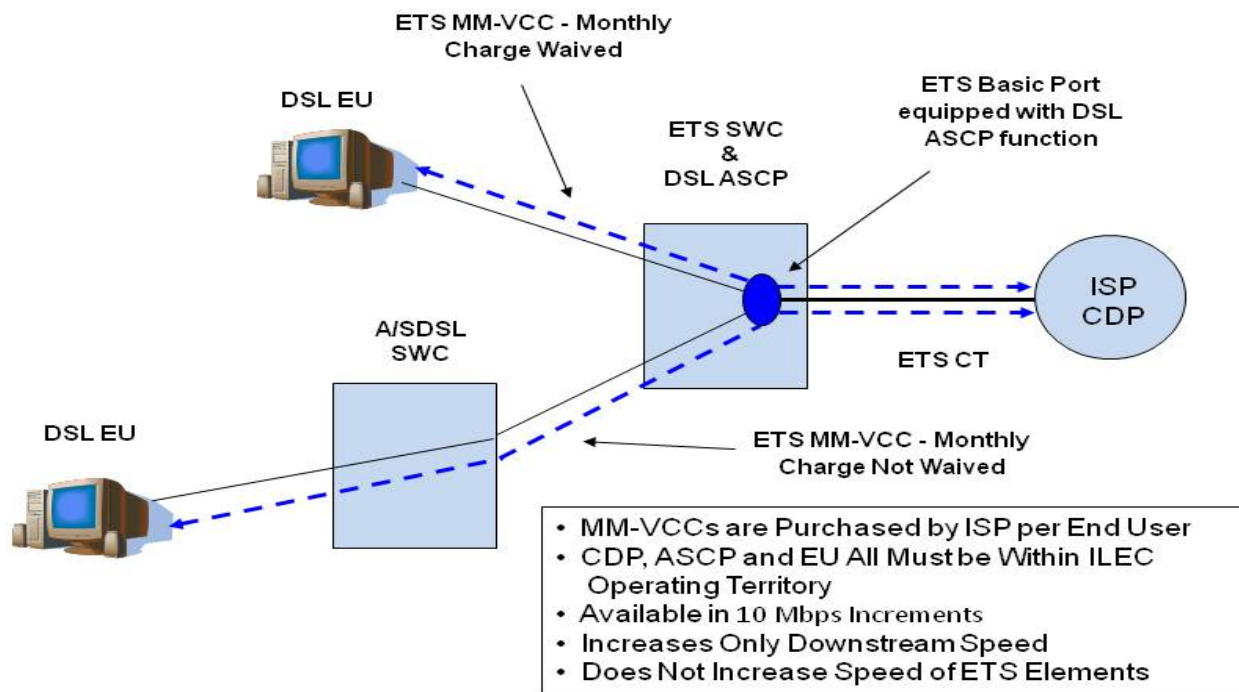 ETS MM-VCC - Monthly
Charge Waived
DSL EU
ETS SWC
&
DSL ASCP
ETS Basic Port
equipped with DSL
ASCP function
ISP
CDP
ETS CT
A/SDSL
SWC
DSL EU
ETS MM-VCC - Monthly
Charge Not Waived
• MM-VCCs are Purchased by ISP per End User
• CDP, ASCP and EU All Must be Within ILEC
Operating Territory
• Available in 10 Mbps Increments
• Increases Only Downstream Speed
• Does Not Increase Speed of ETS Elements